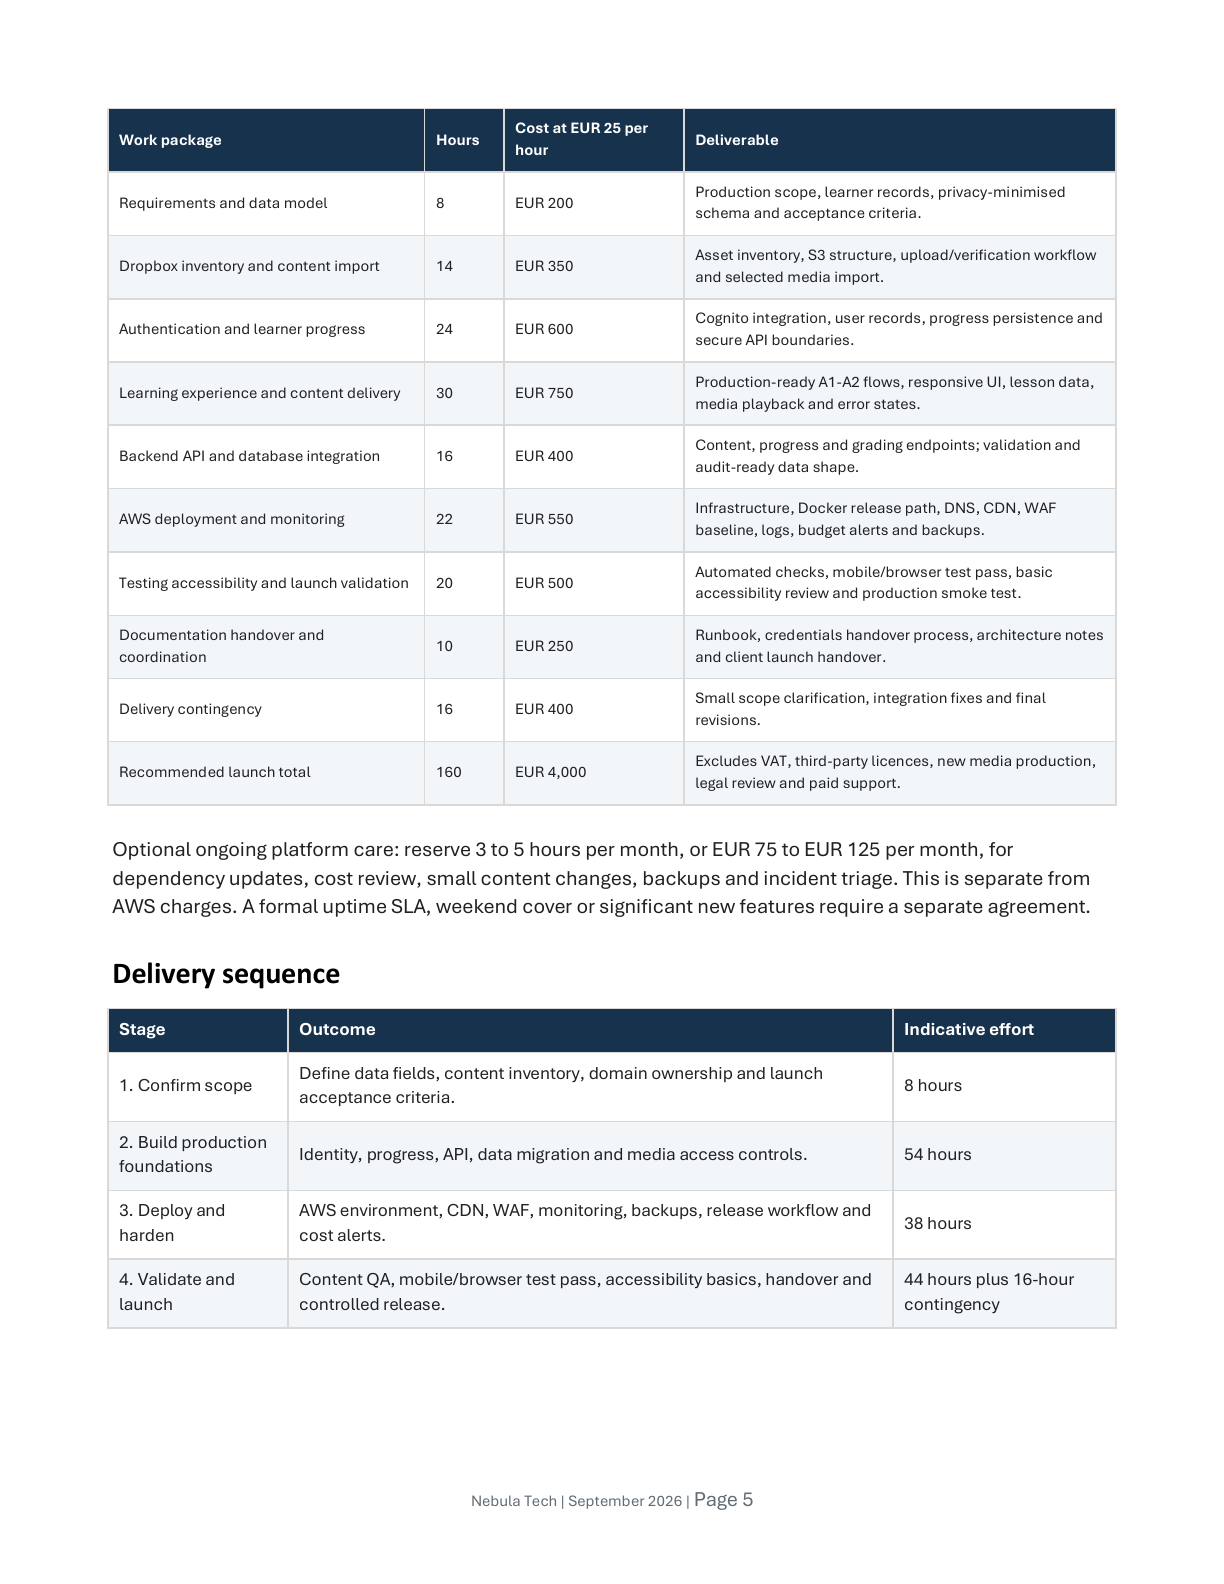 Work package
Hours
Cost at EUR 25 per
hour
Deliverable
Requirements and data model
8
EUR 200
Production scope, learner records, privacy-minimised
schema and acceptance criteria.
Dropbox inventory and content import
14
EUR 350
Asset inventory, S3 structure, upload/verification workflow
and selected media import.
Authentication and learner progress
24
EUR 600
Cognito integration, user records, progress persistence and
secure API boundaries.
Learning experience and content delivery
30
EUR 750
Production-ready A1-A2 flows, responsive UI, lesson data,
media playback and error states.
Backend API and database integration
16
EUR 400
Content, progress and grading endpoints; validation and
audit-ready data shape.
AWS deployment and monitoring
22
EUR 550
Infrastructure, Docker release path, DNS, CDN, WAF
baseline, logs, budget alerts and backups.
Testing accessibility and launch validation
20
EUR 500
Automated checks, mobile/browser test pass, basic
accessibility review and production smoke test.
Documentation handover and
coordination
10
EUR 250
Runbook, credentials handover process, architecture notes
and client launch handover.
Delivery contingency
16
EUR 400
Small scope clarification, integration fixes and final
revisions.
Recommended launch total
160
EUR 4,000
Excludes VAT, third-party licences, new media production,
legal review and paid support.
Optional ongoing platform care: reserve 3 to 5 hours per month, or EUR 75 to EUR 125 per month, for
dependency updates, cost review, small content changes, backups and incident triage. This is separate from
AWS charges. A formal uptime SLA, weekend cover or significant new features require a separate agreement.
Delivery sequence
Stage
Outcome
Indicative effort
1. Confirm scope
Define data fields, content inventory, domain ownership and launch
acceptance criteria.
8 hours
2. Build production
foundations
Identity, progress, API, data migration and media access controls.
54 hours
3. Deploy and
harden
AWS environment, CDN, WAF, monitoring, backups, release workflow and
cost alerts.
38 hours
4. Validate and
launch
Content QA, mobile/browser test pass, accessibility basics, handover and
controlled release.
44 hours plus 16-hour
contingency
Nebula Tech | September 2026 | Page 5